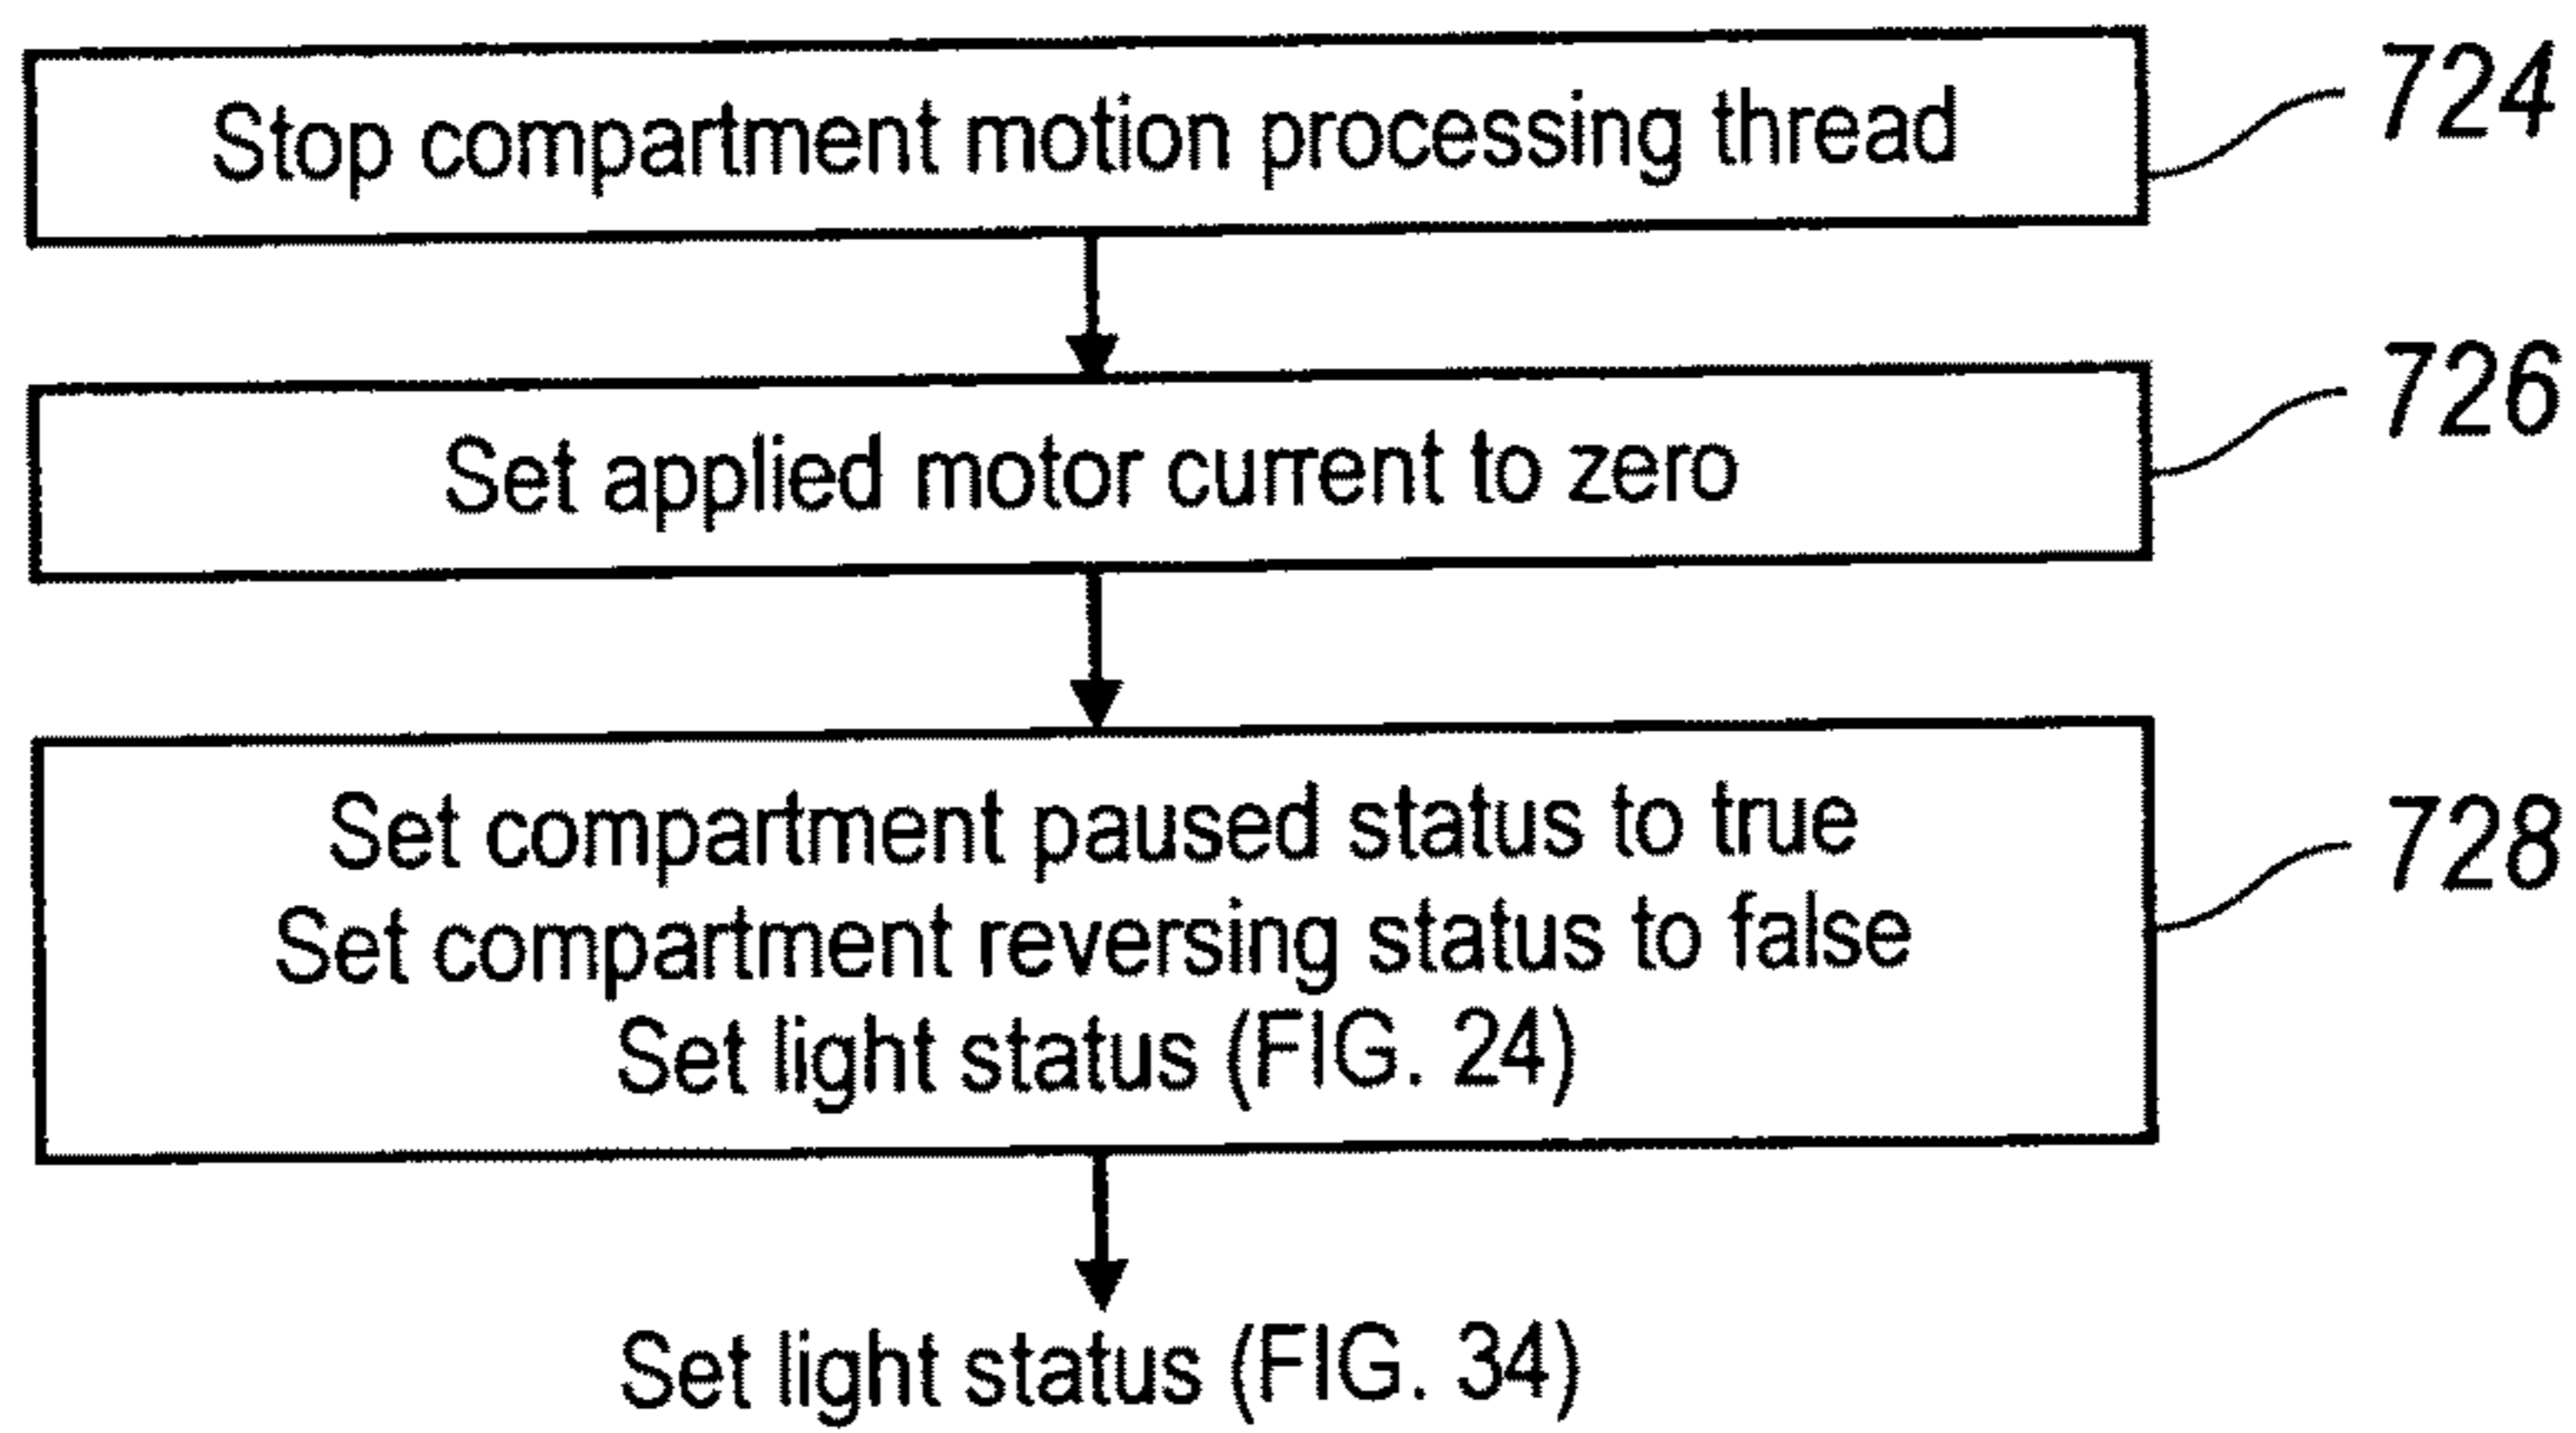 Stop compartment motion processing thread
724
Set applied motor current to zero
726
Set compartment paused status to true
Set compartment reversing status to false
Set light status (FIG. 24)
728
Set light status (FIG. 34)